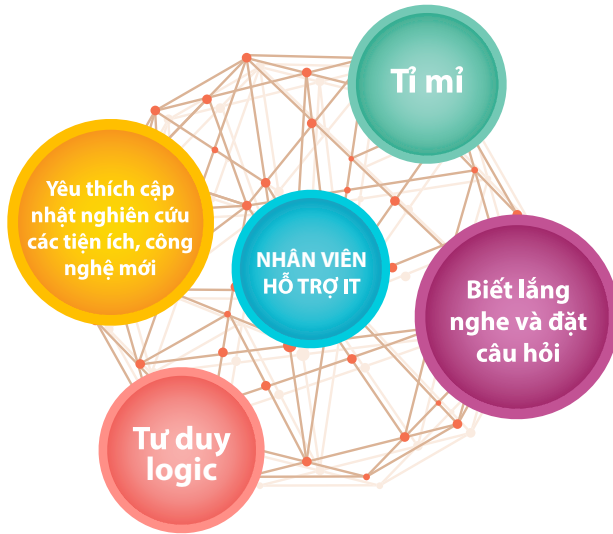 Tỉ mỉ
Yêu thích cập
nhật nghiên cứu
các tiện ích, công
nghệ mới
NHÂN VIÊN
HỖ TRỢ IT
Biết lắng
nghe và đặt
câu hỏi
Tư duy
logic